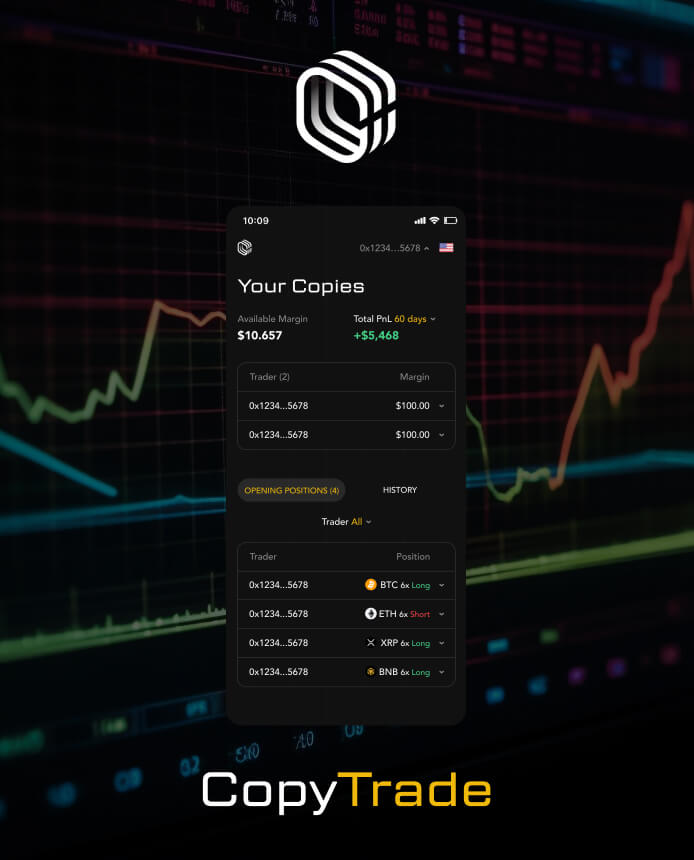 10:09
0x1234...5678
Your Copies
Available Margin
Total PnL 60 days
$10.657
+$5,468
Trader (2) Margin
0x1234...5678 $100.00
0x1234...5678 $100.00
OPENING POSITIONS (4) HISTORY
Trader All
Trader Position
0x1234...5678 BTC 6x Long
0x1234...5678 ETH 6x Short
0x1234...5678 XRP 6x Long
0x1234...5678 BNB 6x Long
CopyTrade